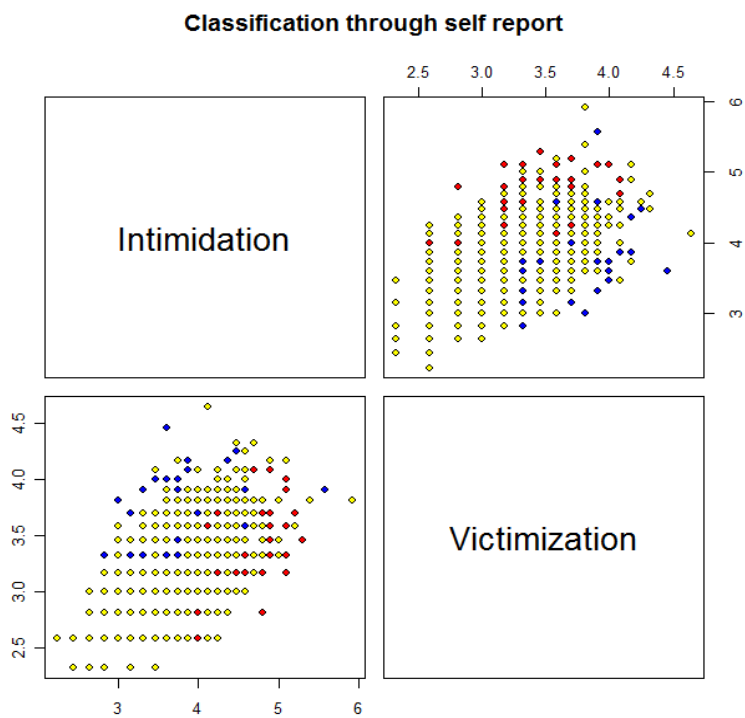 Classification through self report
2.5 3.0 3.5 4.0 4.5
Intimidation
6
5
4
3
4.5
4.0
3.5
3.0
2.5
Victimization
3 4 5 6